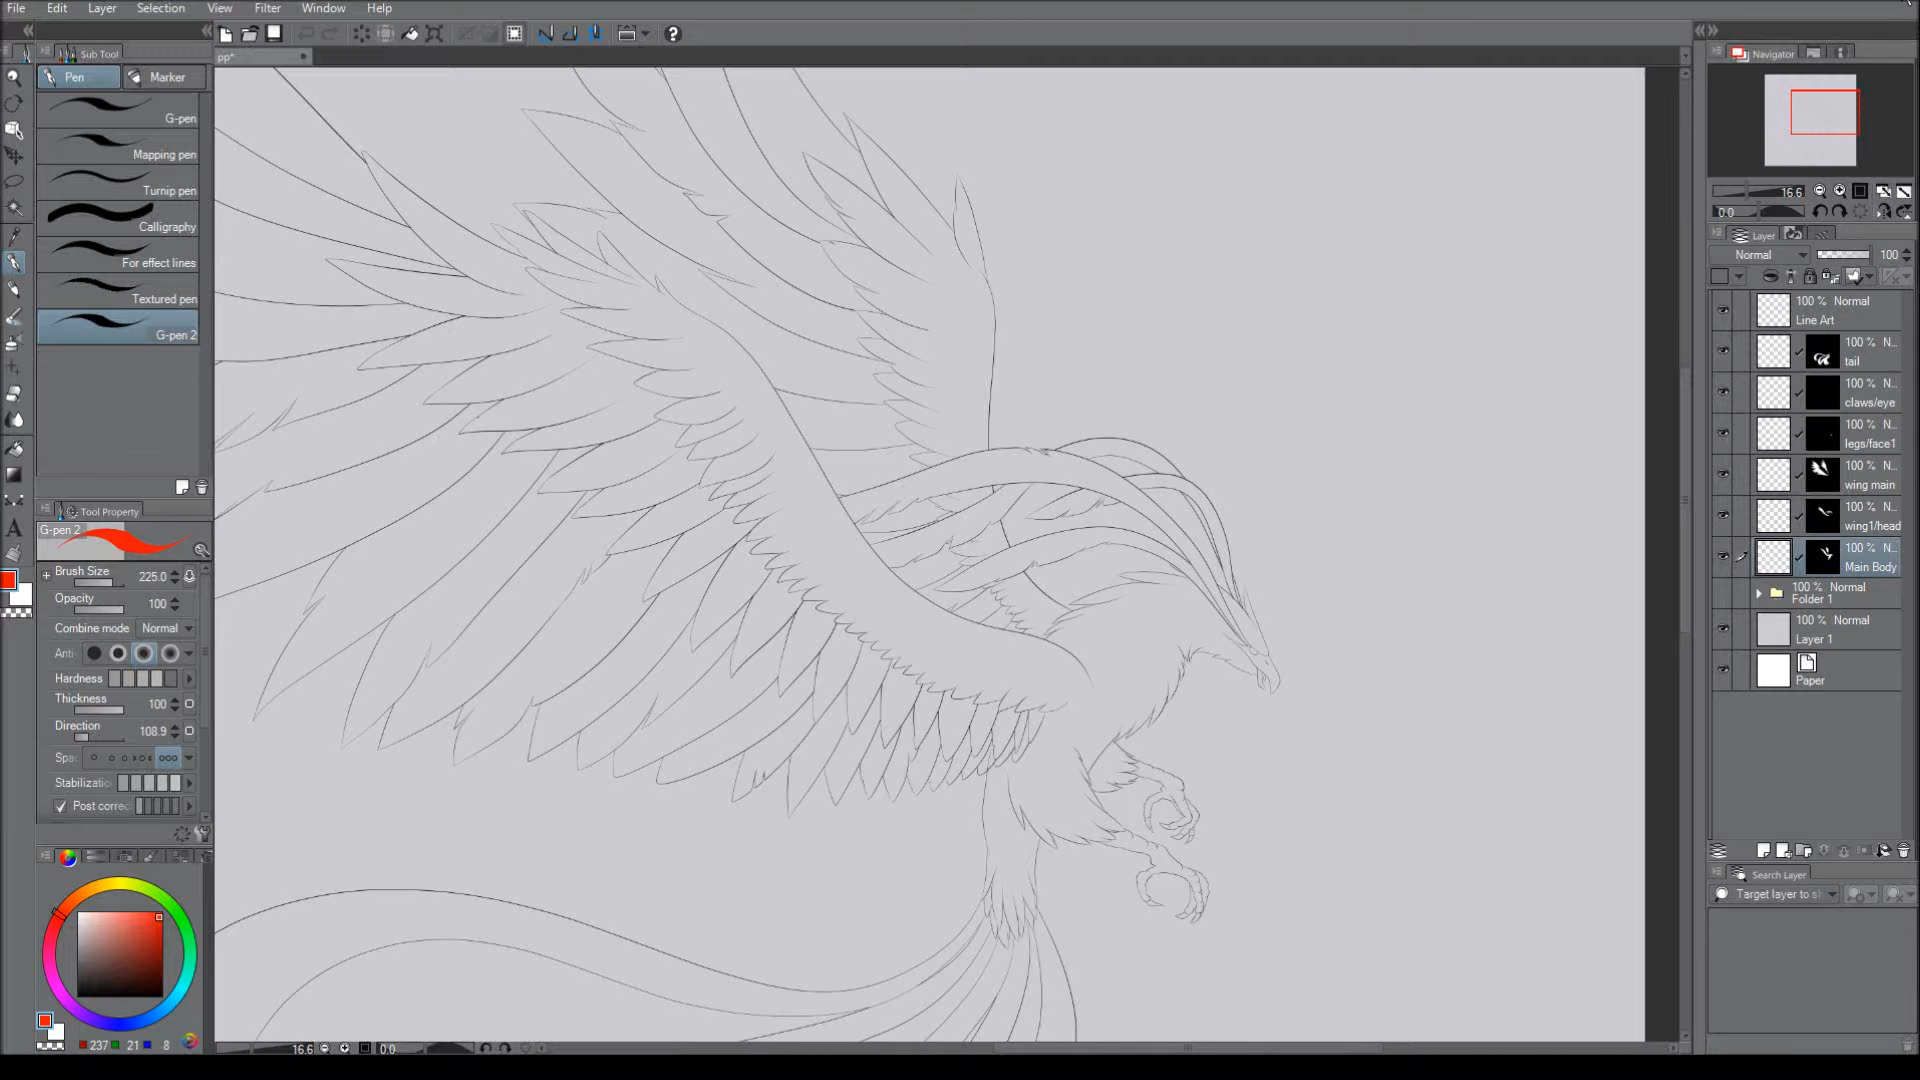 File Edit Layer Selection View Filter Window Help
Sub Tool
pp*
Navigator
Pen Marker
G-pen
Mapping pen
Turnip pen
Calligraphy
For effect lines
Textured pen
G-pen 2
16.6
0.0
Layer
Normal 100
100 % Normal
Line Art
100 % N...
tail
100 % N...
claws/eye
100 % N...
legs/face1
100 % N...
wing main
100 % N...
wing1/head
100 % N...
Main Body
100 % Normal
Folder 1
100 % Normal
Layer 1
Paper
Tool Property
G-pen 2
Brush Size 225.0
Opacity 100
Combine mode Normal
Anti-
Hardness
Thickness 100
Direction 108.9
Spa
Stabilizatio
Post correc
Search Layer
Target layer to s
237 21 8
16.6 0.0